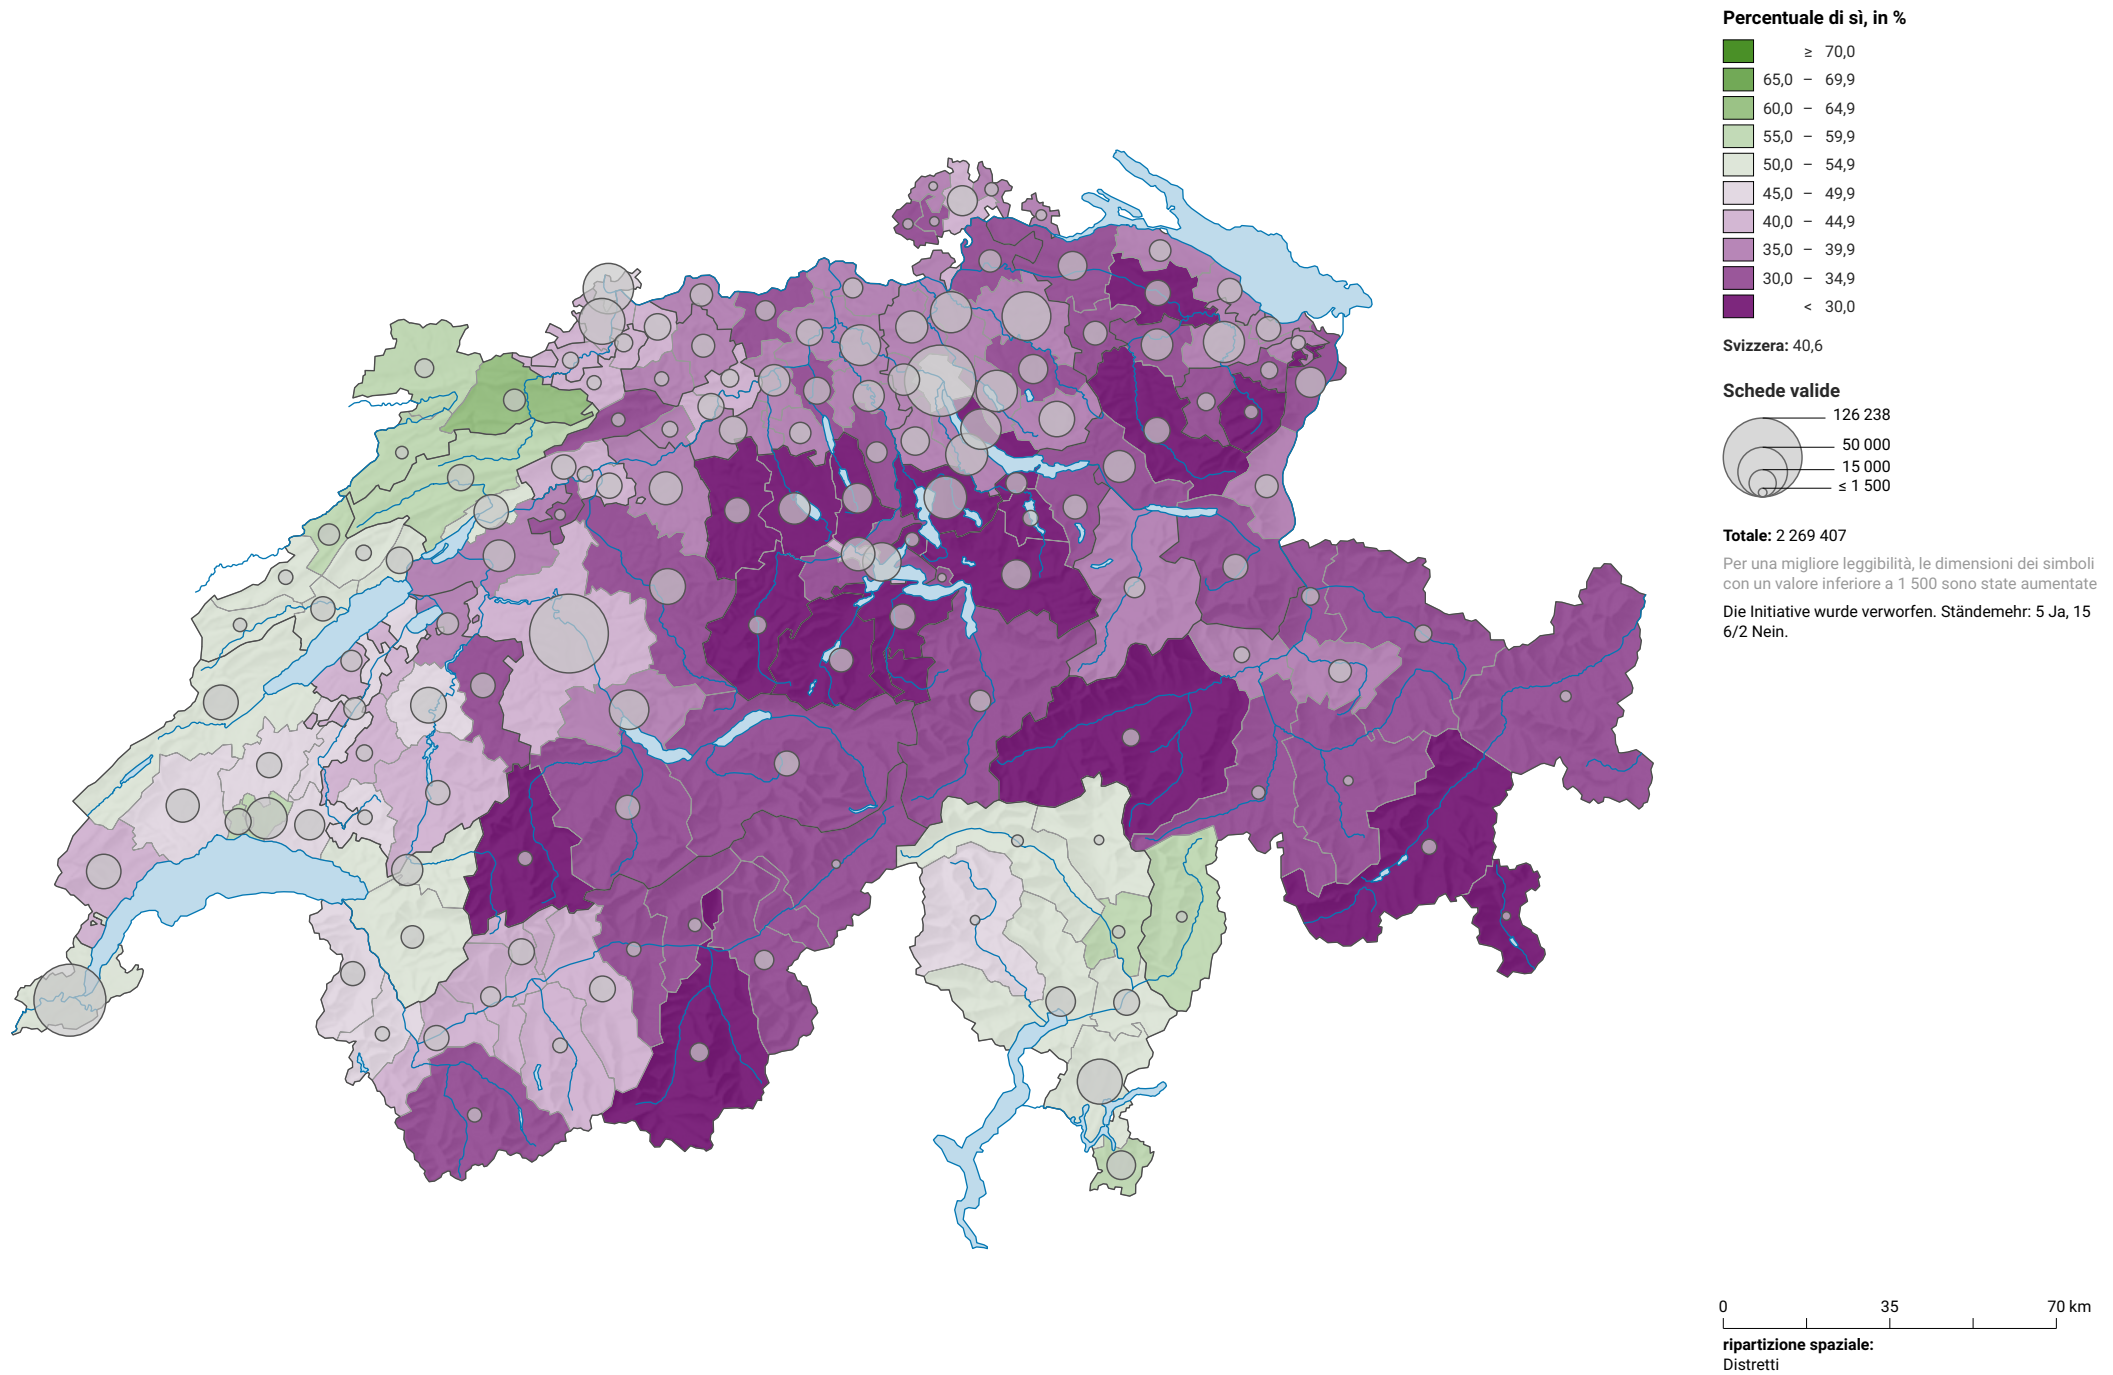 Percentuale di sì, in %
≥ 70,0
65,0 – 69,9
60,0 – 64,9
55,0 – 59,9
50,0 – 54,9
45,0 – 49,9
40,0 – 44,9
35,0 – 39,9
30,0 – 34,9
< 30,0
Svizzera: 40,6
Schede valide
126 238
50 000
15 000
≤ 1 500
Totale: 2 269 407
Per una migliore leggibilità, le dimensioni dei simboli
con un valore inferiore a 1 500 sono state aumentate
Die Initiative wurde verworfen. Ständemehr: 5 Ja, 15
6/2 Nein.
0 35 70 km
ripartizione spaziale:
Distretti